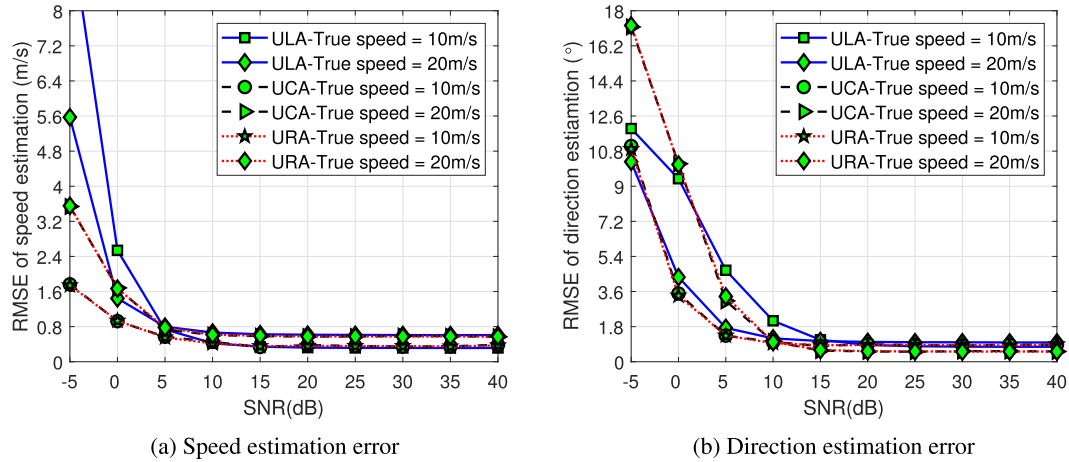 RMSE of speed estimation (m/s)
8
7.2
6.4
5.6
4.8
4
3.2
2.4
1.6
0.8
0
-5 0 5 10 15 20 25 30 35 40
SNR(dB)
ULA-True speed = 10m/s
ULA-True speed = 20m/s
UCA-True speed = 10m/s
UCA-True speed = 20m/s
URA-True speed = 10m/s
URA-True speed = 20m/s
(a) Speed estimation error
RMSE of direction estiamtion (°)
18
16.2
14.4
12.6
10.8
9
7.2
5.4
3.6
1.8
0
-5 0 5 10 15 20 25 30 35 40
SNR(dB)
ULA-True speed = 10m/s
ULA-True speed = 20m/s
UCA-True speed = 10m/s
UCA-True speed = 20m/s
URA-True speed = 10m/s
URA-True speed = 20m/s
(b) Direction estimation error